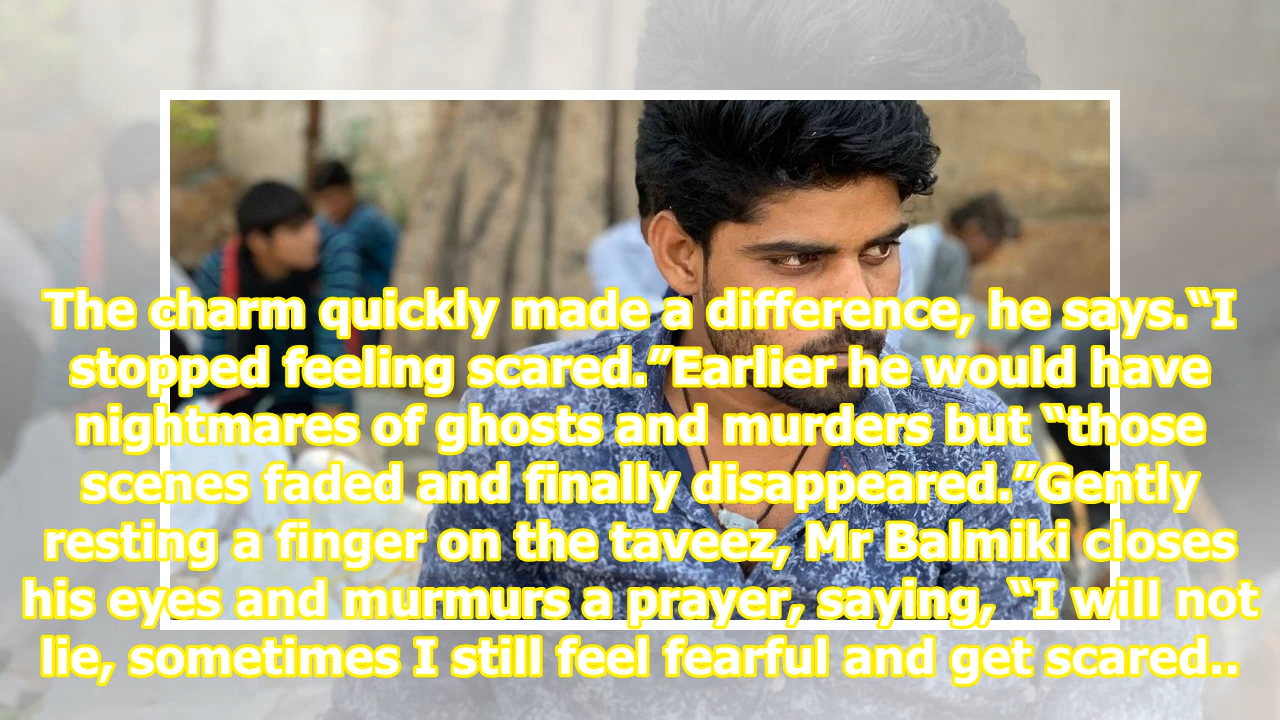 The charm quickly made a difference, he says.“I
stopped feeling scared.”Earlier he would have
nightmares of ghosts and murders but “those
scenes faded and finally disappeared.”Gently
resting a finger on the taveez, Mr Balmiki closes
his eyes and murmurs a prayer, saying, “I will not
lie, sometimes I still feel fearful and get scared..